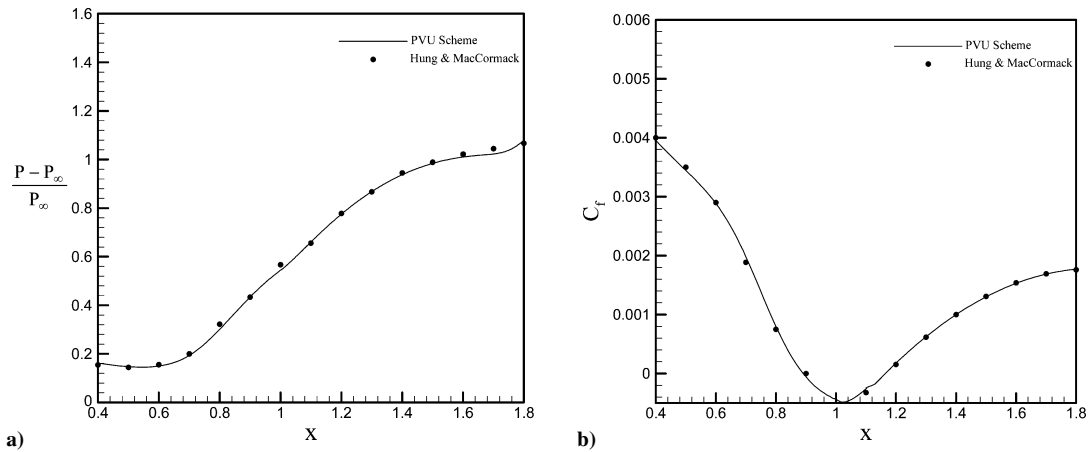 1.6
1.4
1.2
1
0.8
0.6
0.4
0.2
0
P – P∞
P∞
PVU Scheme
Hung & MacCormack
0.4 0.6 0.8 1 1.2 1.4 1.6 1.8
X
a)
0.006
0.005
0.004
0.003
0.002
0.001
0
Cf
PVU Scheme
Hung & MacCormack
0.4 0.6 0.8 1 1.2 1.4 1.6 1.8
X
b)